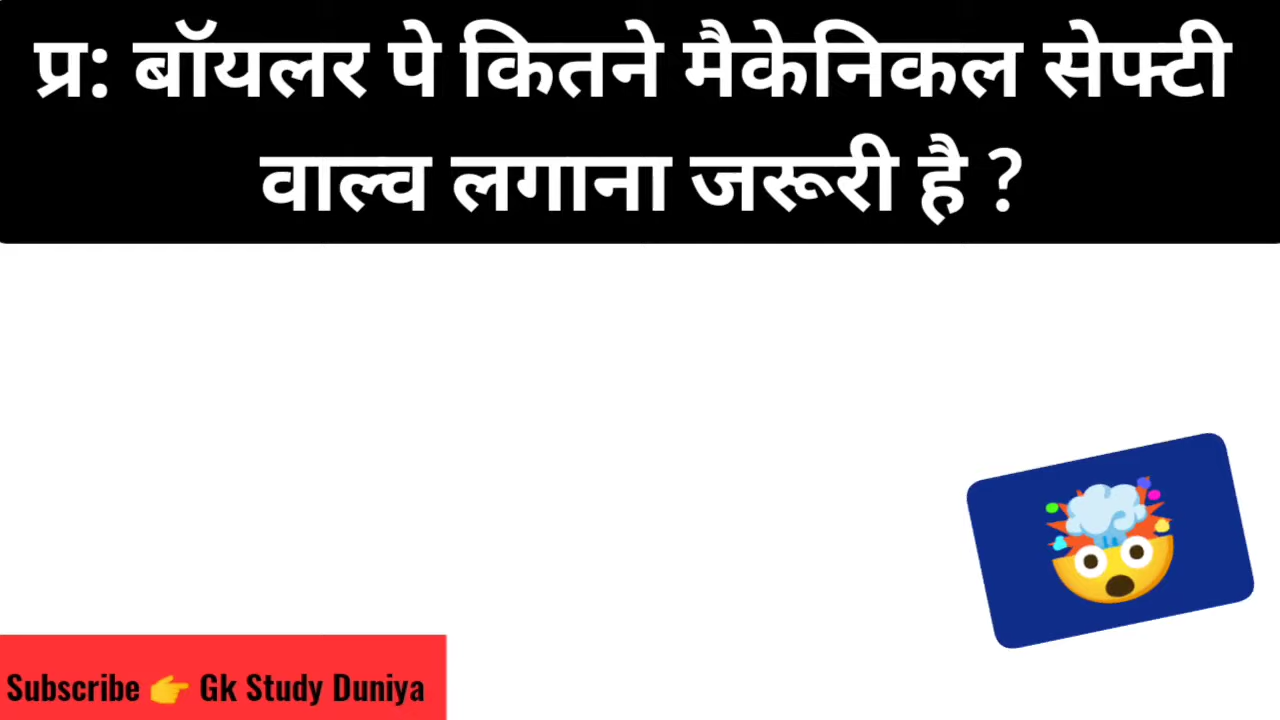 प्र: बॉयलर पे कितने मैकेनिकल सेफ्टी
वाल्व लगाना जरूरी है ?
Subscribe 👉 Gk Study Duniya